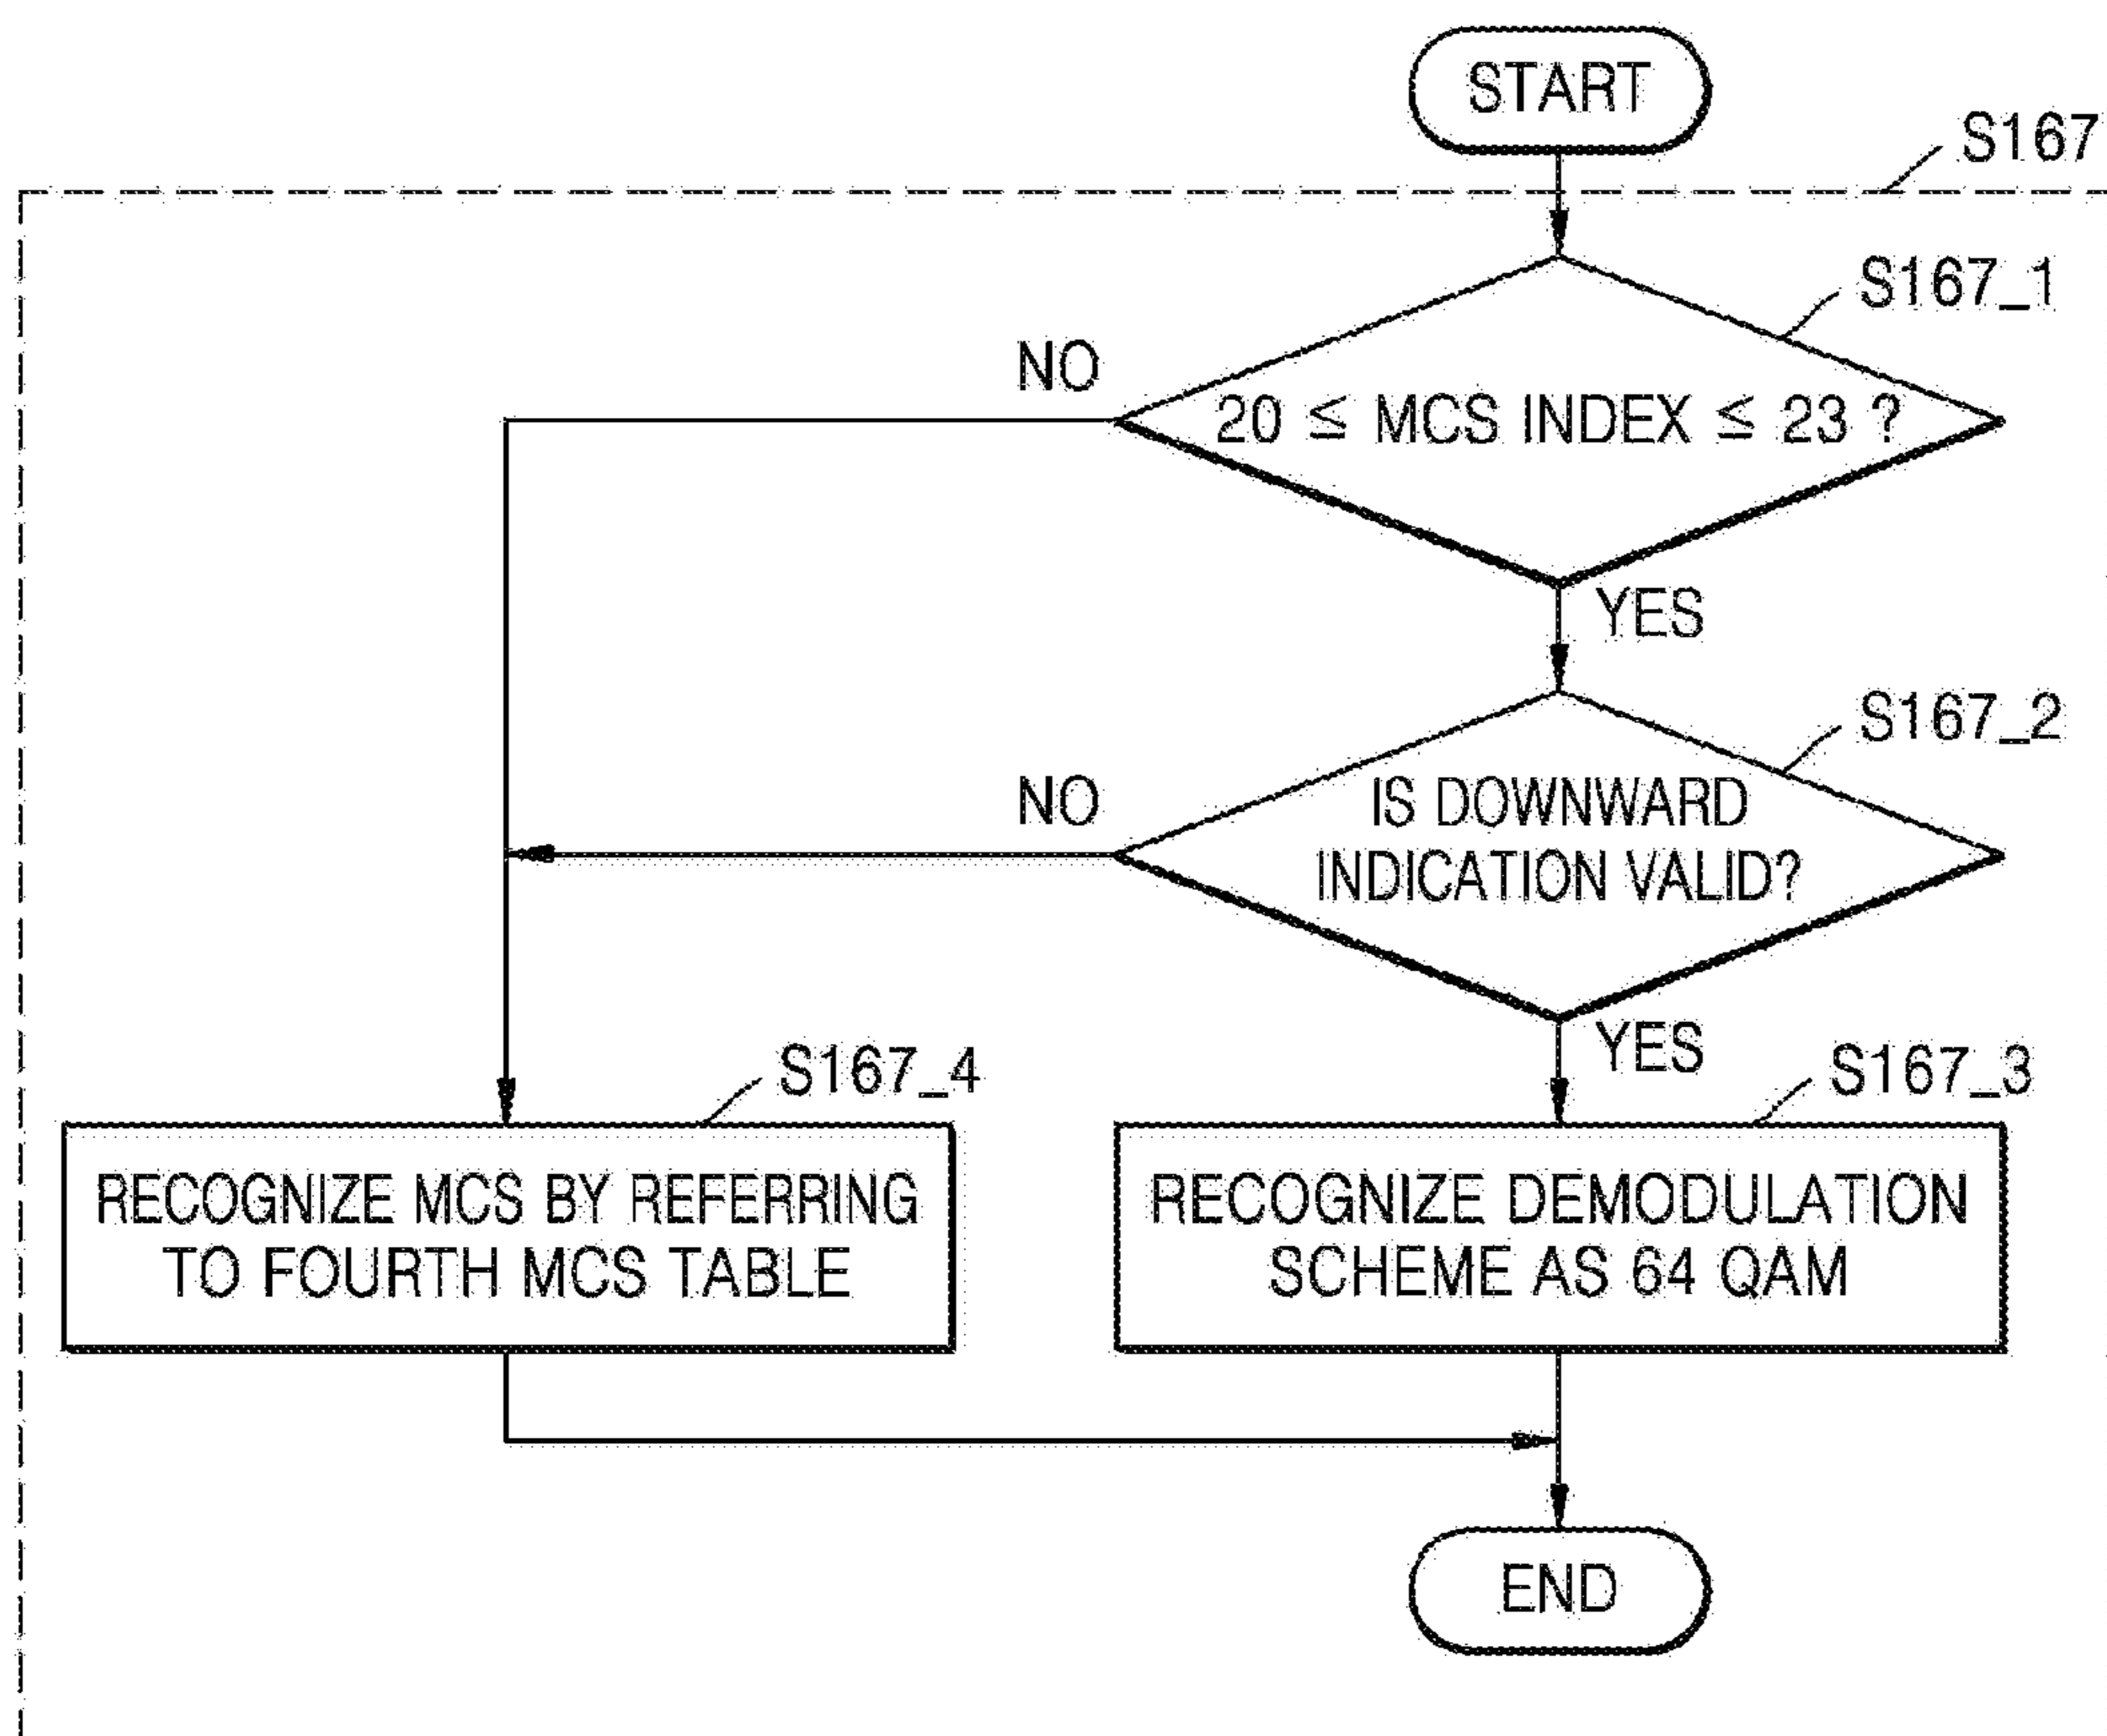 START
S167
S167_1
NO
20 ≤ MCS INDEX ≤ 23 ?
YES
S167_2
NO
IS DOWNWARD
INDICATION VALID?
YES
S167_4
S167_3
RECOGNIZE MCS BY REFERRING
TO FOURTH MCS TABLE
RECOGNIZE DEMODULATION
SCHEME AS 64 QAM
END